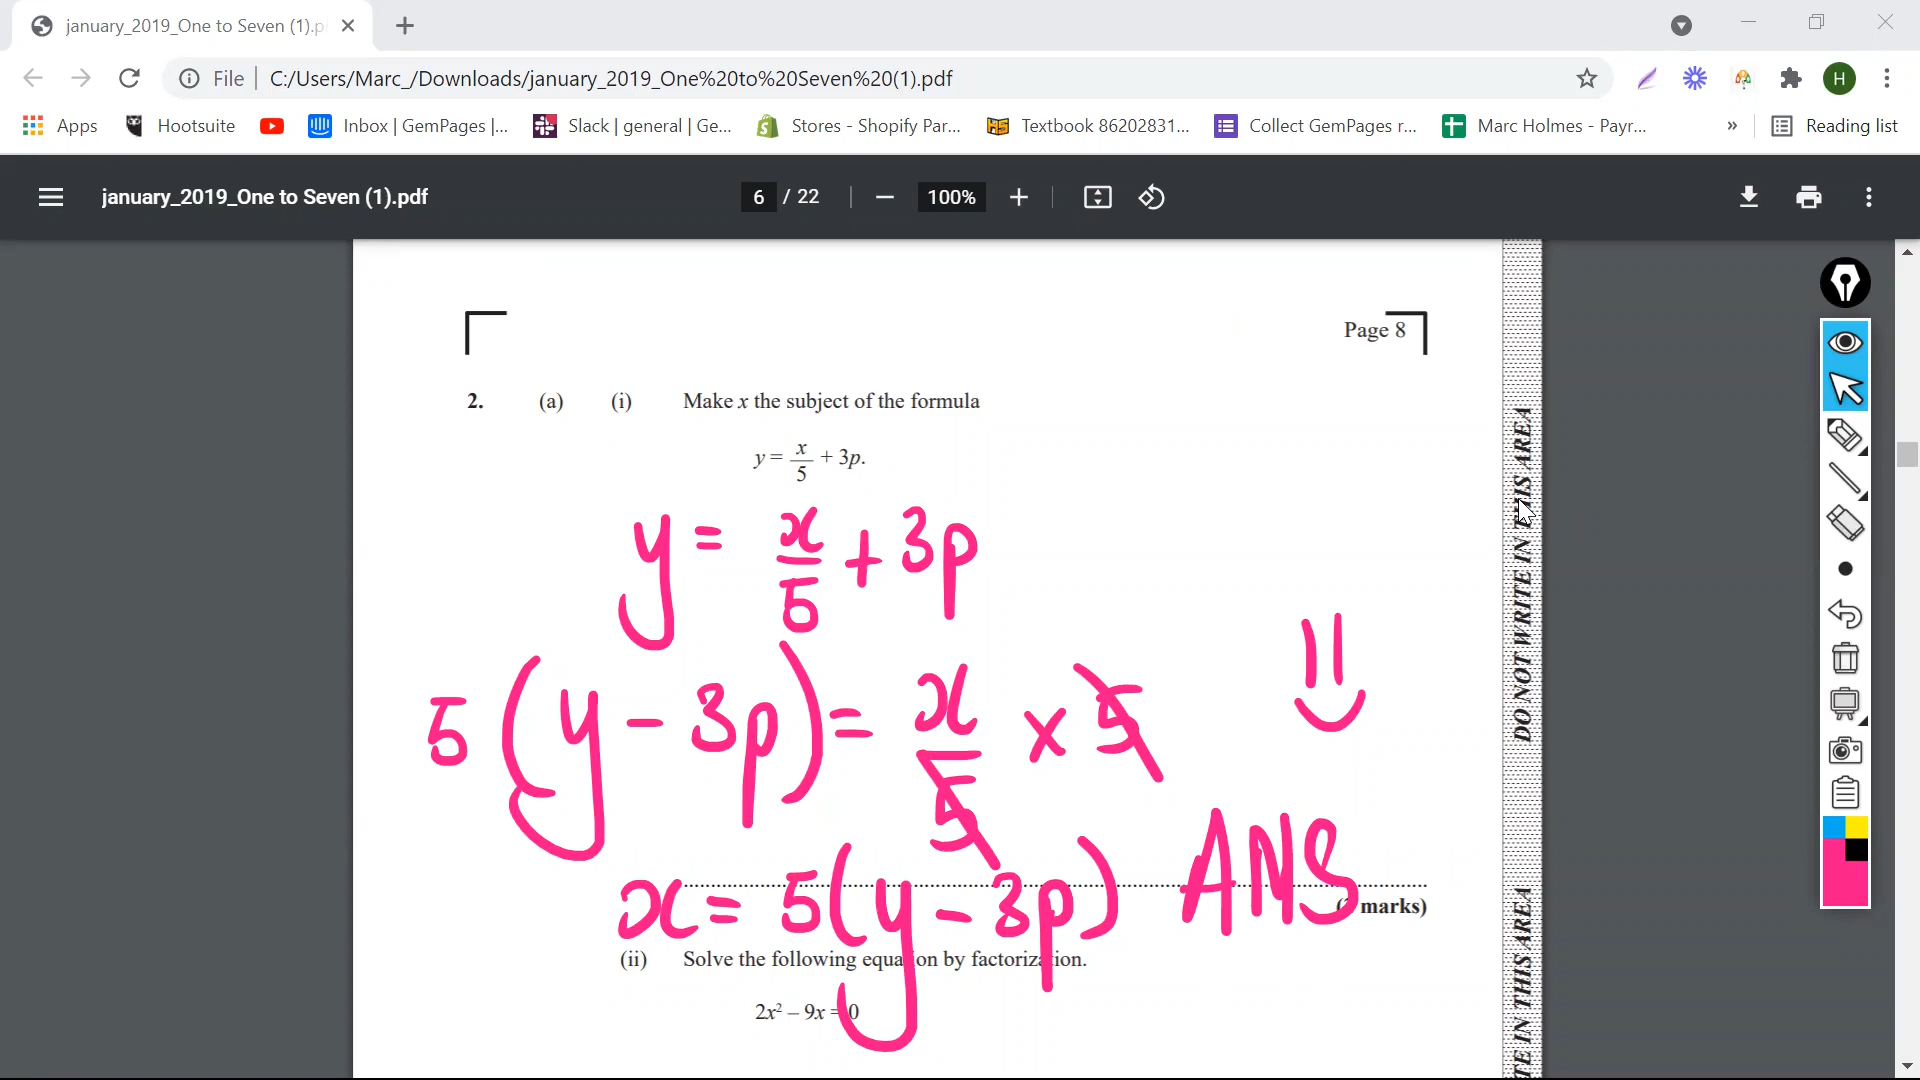 january_2019_One to Seven (1).p
File C:/Users/Marc_/Downloads/january_2019_One%20to%20Seven%20(1).pdf
H
Apps Hootsuite Inbox | GemPages |... Slack | general | Ge... Stores - Shopify Par... Textbook 86202831... Collect GemPages r... Marc Holmes - Payr... » Reading list
january_2019_One to Seven (1).pdf 6 / 22 − 100% +
Page 8
2. (a) (i) Make x the subject of the formula
y = x/5 + 3p.
y = x/5 + 3p
5 (y - 3p) = x/5 x 5
x = 5(y - 3p) ANS
marks)
(ii) Solve the following equation by factorization.
2x² – 9x = 0
DO NOT WRITE IN THIS AREA
TE IN THIS AREA